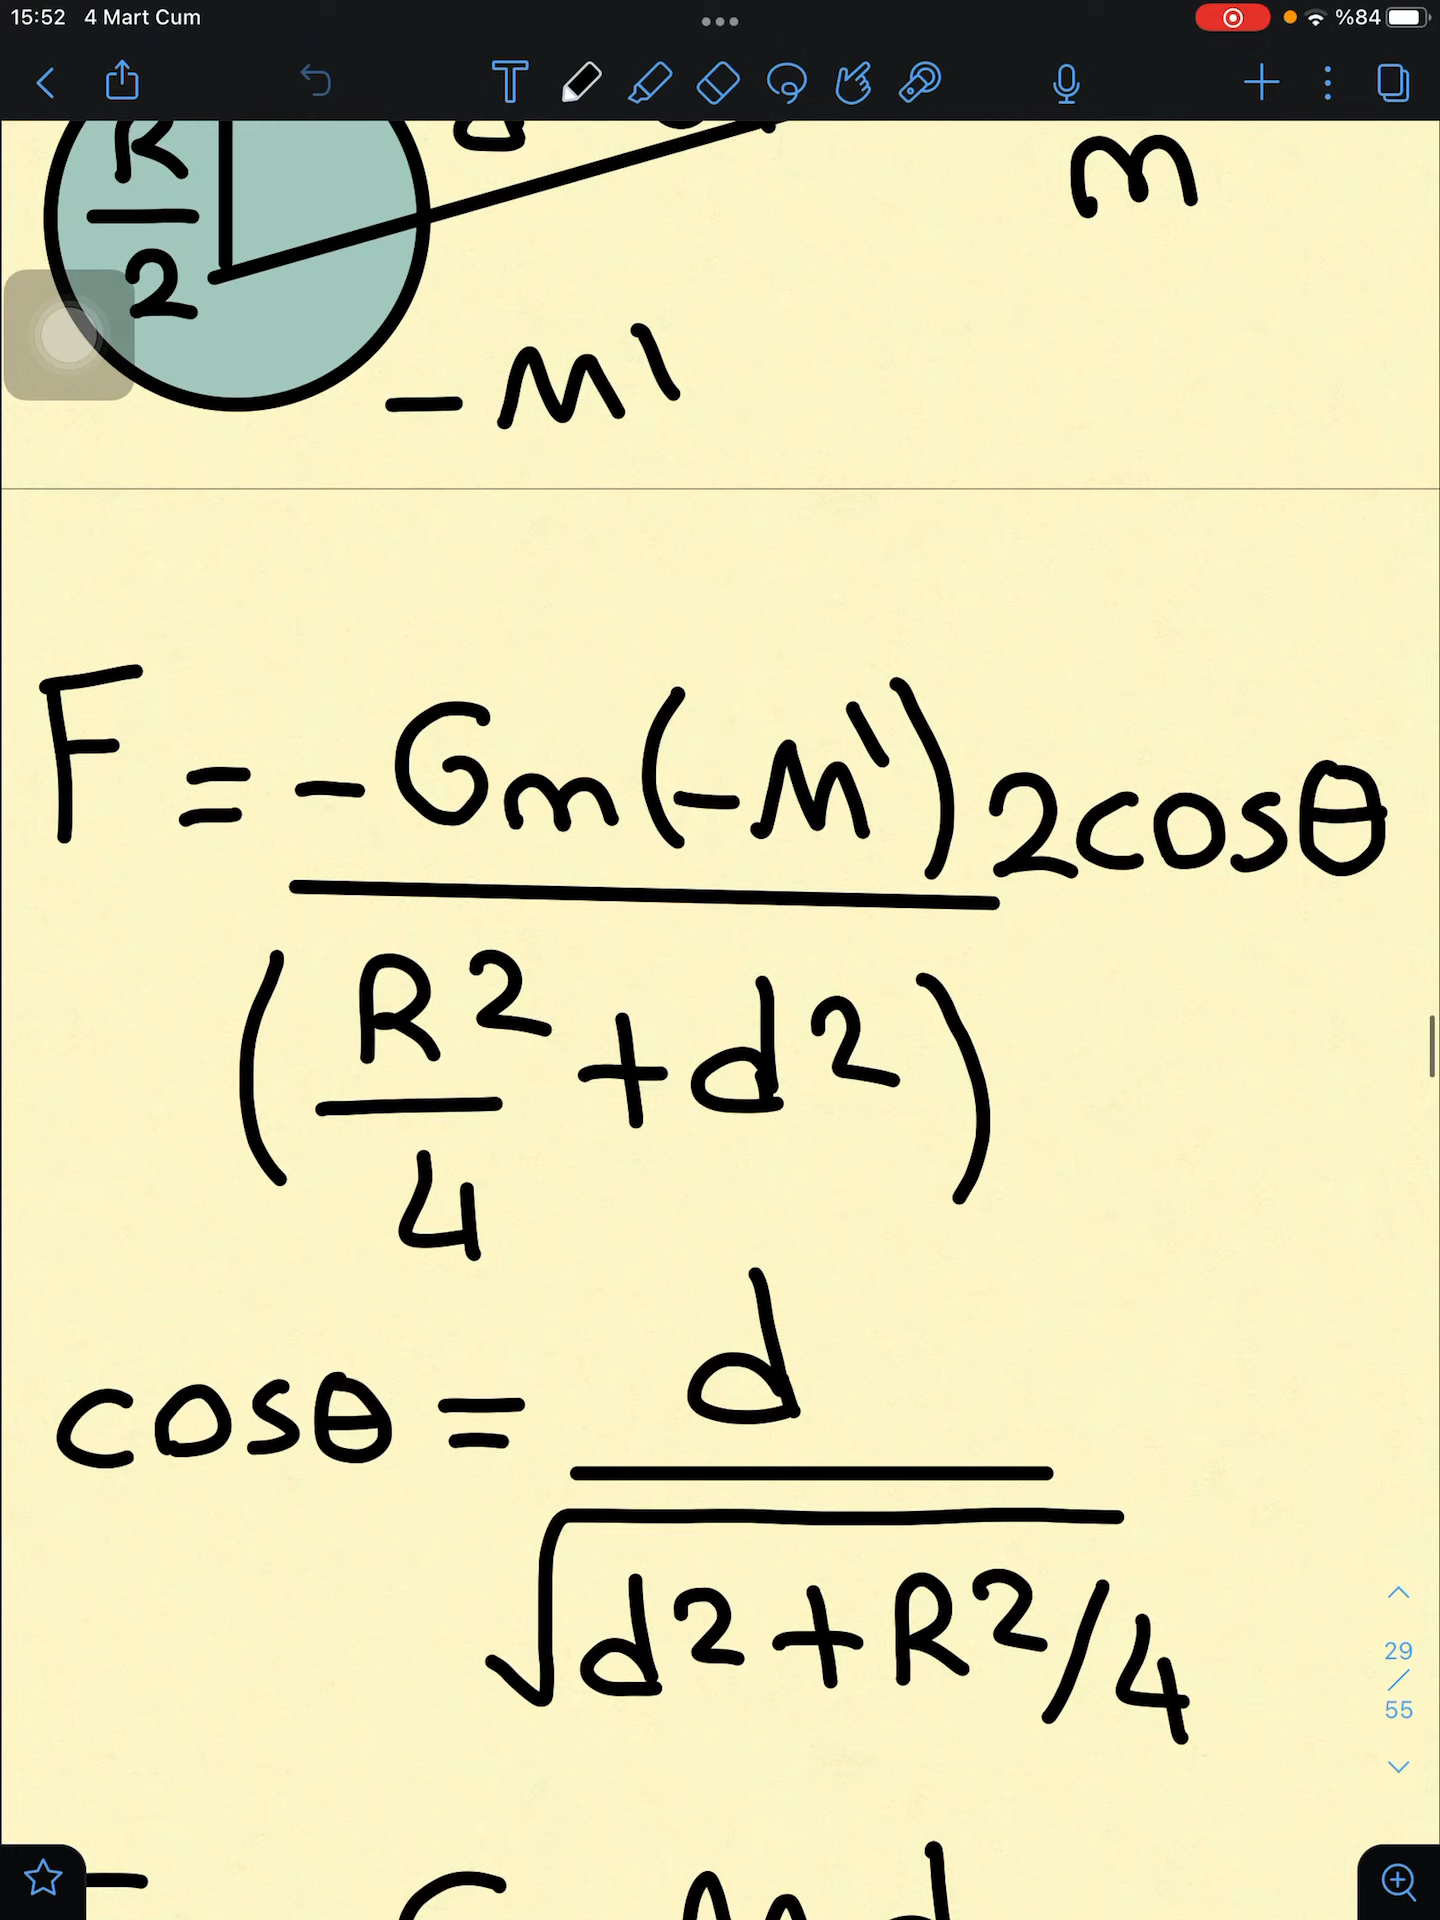 15:52 4 Mart Cum %84
R
m
2
-M'
F = -Gm(-M') 2cosθ
(R²/4 + d²)
cosθ = d
√d²+R²/4
29
/
55